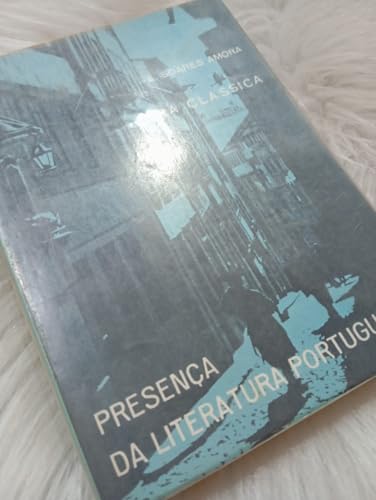 SOARES AMORA
A CLÁSSICA
PRESENÇA
DA LITERATURA PORTUGU